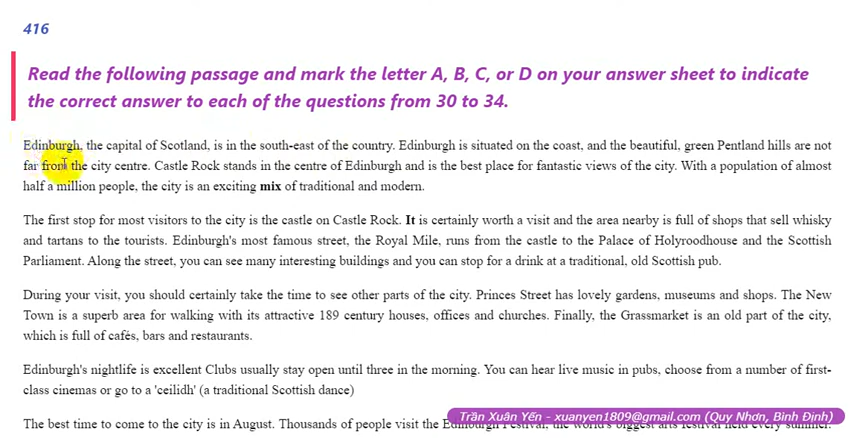 416
Read the following passage and mark the letter A, B, C, or D on your answer sheet to indicate
the correct answer to each of the questions from 30 to 34.
Edinburgh, the capital of Scotland, is in the south-east of the country. Edinburgh is situated on the coast, and the beautiful, green Pentland hills are not
far from the city centre. Castle Rock stands in the centre of Edinburgh and is the best place for fantastic views of the city. With a population of almost
half a million people, the city is an exciting mix of traditional and modern.
The first stop for most visitors to the city is the castle on Castle Rock. It is certainly worth a visit and the area nearby is full of shops that sell whisky
and tartans to the tourists. Edinburgh's most famous street, the Royal Mile, runs from the castle to the Palace of Holyroodhouse and the Scottish
Parliament. Along the street, you can see many interesting buildings and you can stop for a drink at a traditional, old Scottish pub.
During your visit, you should certainly take the time to see other parts of the city. Princes Street has lovely gardens, museums and shops. The New
Town is a superb area for walking with its attractive 189 century houses, offices and churches. Finally, the Grassmarket is an old part of the city,
which is full of cafés, bars and restaurants.
Edinburgh's nightlife is excellent Clubs usually stay open until three in the morning. You can hear live music in pubs, choose from a number of first-
class cinemas or go to a 'ceilidh' (a traditional Scottish dance)
Trần Xuân Yến - xuanyen1809@gmail.com (Quy Nhơn, Bình Định)
The best time to come to the city is in August. Thousands of people visit the Edinburgh Festival, the world's biggest arts festival held every summer.